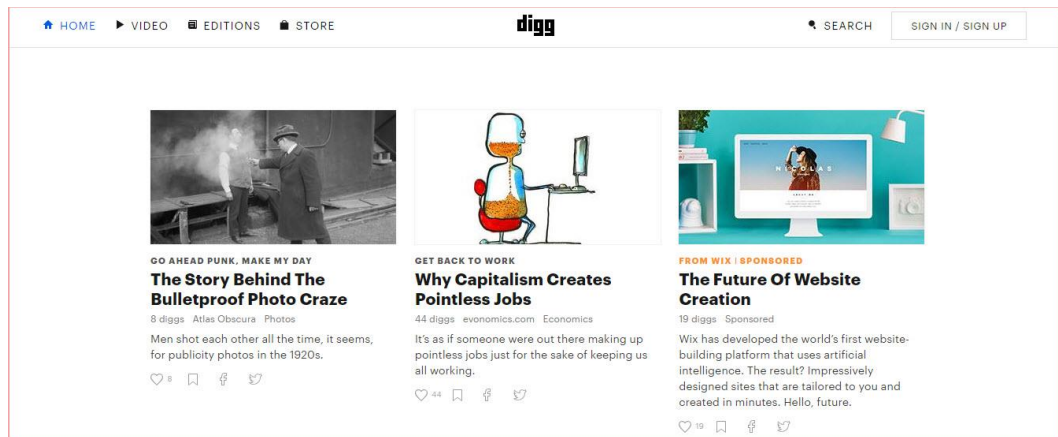 HOME VIDEO EDITIONS STORE digg SEARCH SIGN IN / SIGN UP
GO AHEAD PUNK, MAKE MY DAY
The Story Behind The
Bulletproof Photo Craze
8 diggs Atlas Obscura Photos
Men shot each other all the time, it seems,
for publicity photos in the 1920s.
8
GET BACK TO WORK
Why Capitalism Creates
Pointless Jobs
44 diggs evonomics.com Economics
It's as if someone were out there making up
pointless jobs just for the sake of keeping us
all working.
44
NICOLAS
FROM WIX | SPONSORED
The Future Of Website
Creation
19 diggs Sponsored
Wix has developed the world's first website-
building platform that uses artificial
intelligence. The result? Impressively
designed sites that are tailored to you and
created in minutes. Hello, future.
19